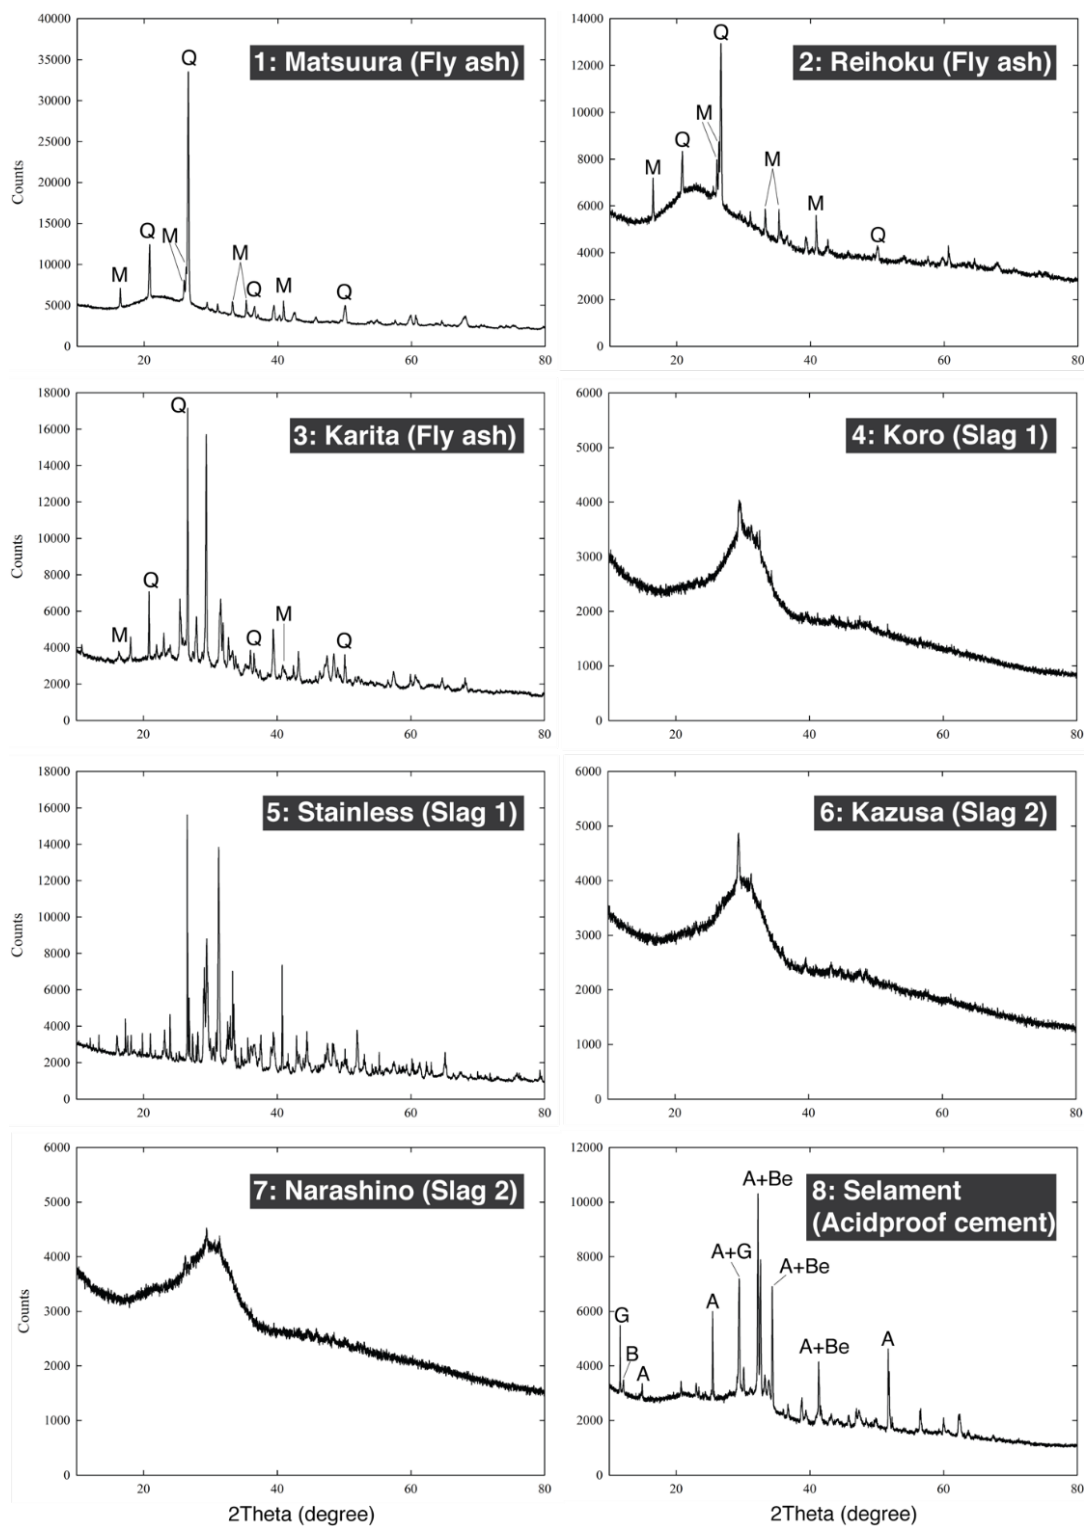 40000
35000
30000
25000
20000
15000
10000
5000
0
Counts
1: Matsuura (Fly ash)
Q
Q
M
M
M
Q
M
Q
20
40
60
80
14000
12000
10000
8000
6000
4000
2000
0
2: Reihoku (Fly ash)
Q
M
Q
M
M
M
Q
20
40
60
80
18000
16000
14000
12000
10000
8000
6000
4000
2000
0
Counts
3: Karita (Fly ash)
Q
Q
M
M
Q
Q
20
40
60
80
6000
5000
4000
3000
2000
1000
0
4: Koro (Slag 1)
20
40
60
80
18000
16000
14000
12000
10000
8000
6000
4000
2000
0
Counts
5: Stainless (Slag 1)
20
40
60
80
6000
5000
4000
3000
2000
1000
0
6: Kazusa (Slag 2)
20
40
60
80
6000
5000
4000
3000
2000
1000
0
Counts
7: Narashino (Slag 2)
20
40
60
80
2Theta (degree)
12000
10000
8000
6000
4000
2000
0
8: Selament
(Acidproof cement)
A+Be
A+G
A+Be
A
G
B
A
A+Be
A
20
40
60
80
2Theta (degree)